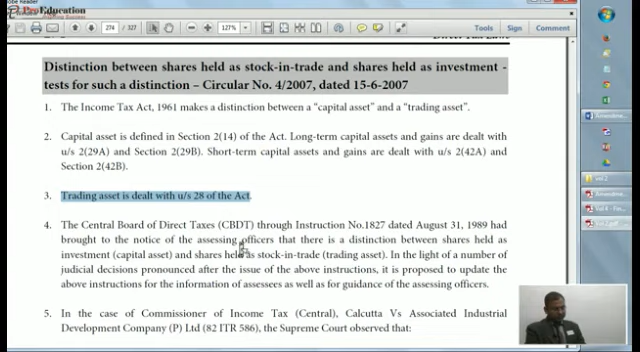 ProEducation
274 / 327
127%
Tools
Sign
Comment
Distinction between shares held as stock-in-trade and shares held as investment -
tests for such a distinction – Circular No. 4/2007, dated 15-6-2007
1. The Income Tax Act, 1961 makes a distinction between a “capital asset” and a “trading asset”.
2. Capital asset is defined in Section 2(14) of the Act. Long-term capital assets and gains are dealt with
u/s 2(29A) and Section 2(29B). Short-term capital assets and gains are dealt with u/s 2(42A) and
Section 2(42B).
3. Trading asset is dealt with u/s 28 of the Act.
4. The Central Board of Direct Taxes (CBDT) through Instruction No.1827 dated August 31, 1989 had
brought to the notice of the assessing officers that there is a distinction between shares held as
investment (capital asset) and shares held as stock-in-trade (trading asset). In the light of a number of
judicial decisions pronounced after the issue of the above instructions, it is proposed to update the
above instructions for the information of assessees as well as for guidance of the assessing officers.
5. In the case of Commissioner of Income Tax (Central), Calcutta Vs Associated Industrial
Development Company (P) Ltd (82 ITR 586), the Supreme Court observed that: